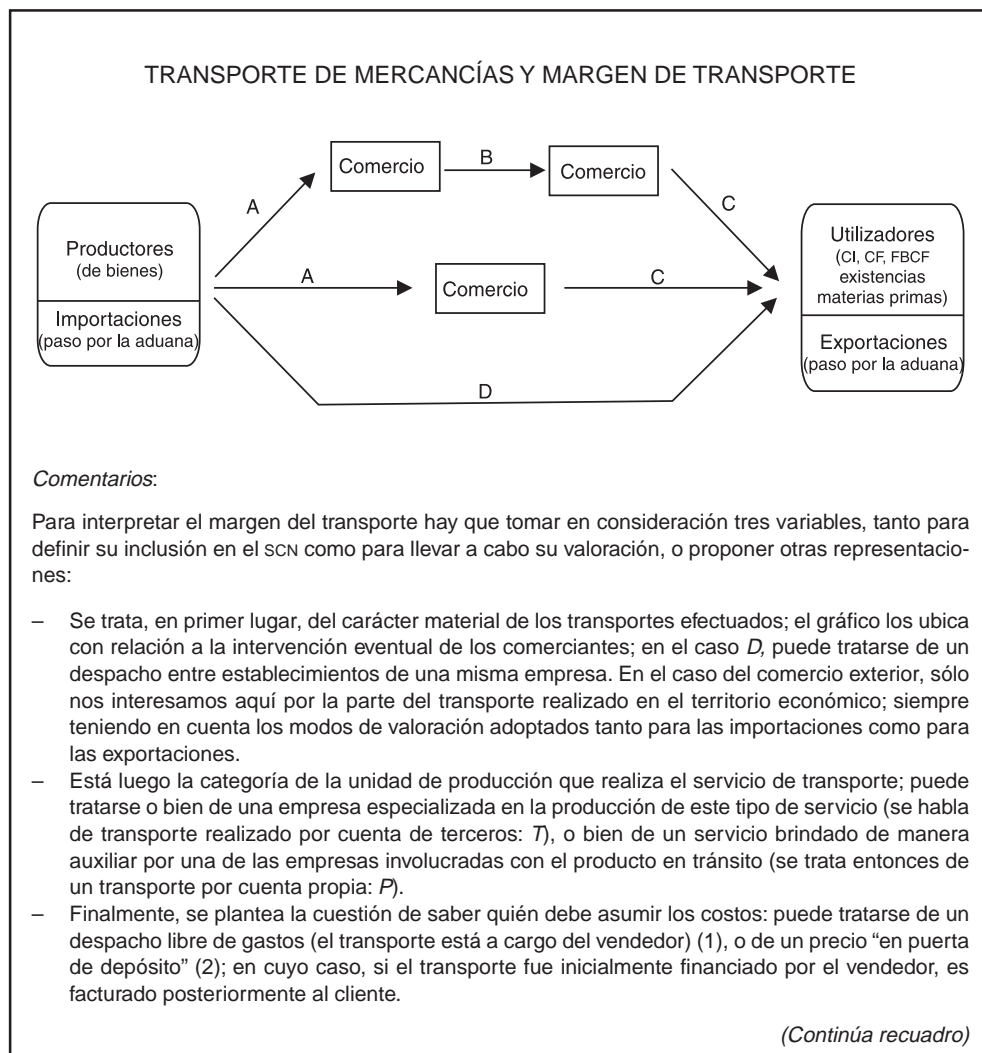 TRANSPORTE DE MERCANCÍAS Y MARGEN DE TRANSPORTE
Comercio
B
Comercio
A
C
Productores
(de bienes)
Importaciones
(paso por la aduana)
A
Comercio
C
Utilizadores
(CI, CF, FBCF
existencias
materias primas)
Exportaciones
(paso por la aduana)
D
Comentarios:
Para interpretar el margen del transporte hay que tomar en consideración tres variables, tanto para
definir su inclusión en el SCN como para llevar a cabo su valoración, o proponer otras representacio-
nes:
– Se trata, en primer lugar, del carácter material de los transportes efectuados; el gráfico los ubica
con relación a la intervención eventual de los comerciantes; en el caso D, puede tratarse de un
despacho entre establecimientos de una misma empresa. En el caso del comercio exterior, sólo
nos interesamos aquí por la parte del transporte realizado en el territorio económico; siempre
teniendo en cuenta los modos de valoración adoptados tanto para las importaciones como para
las exportaciones.
– Está luego la categoría de la unidad de producción que realiza el servicio de transporte; puede
tratarse o bien de una empresa especializada en la producción de este tipo de servicio (se habla
de transporte realizado por cuenta de terceros: T), o bien de un servicio brindado de manera
auxiliar por una de las empresas involucradas con el producto en tránsito (se trata entonces de
un transporte por cuenta propia: P).
– Finalmente, se plantea la cuestión de saber quién debe asumir los costos: puede tratarse de un
despacho libre de gastos (el transporte está a cargo del vendedor) (1), o de un precio “en puerta
de depósito” (2); en cuyo caso, si el transporte fue inicialmente financiado por el vendedor, es
facturado posteriormente al cliente.
(Continúa recuadro)